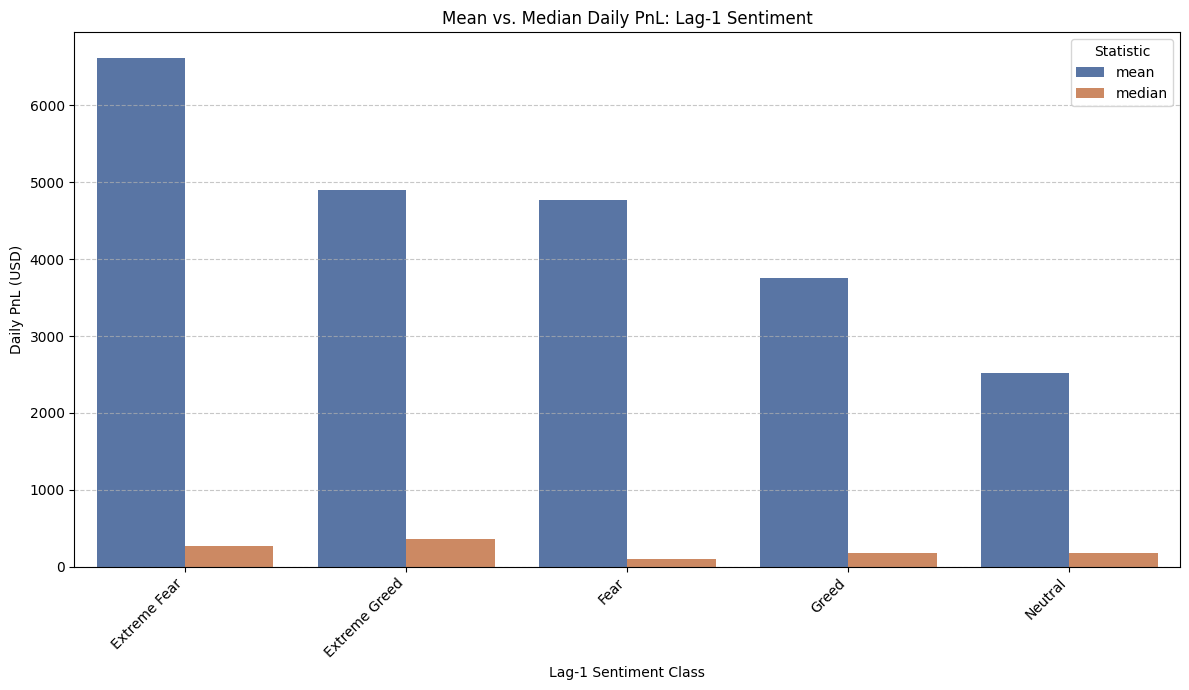 Mean vs. Median Daily PnL: Lag-1 Sentiment
Statistic
mean
median
Daily PnL (USD)
6000
5000
4000
3000
2000
1000
0
Extreme Fear
Extreme Greed
Fear
Greed
Neutral
Lag-1 Sentiment Class